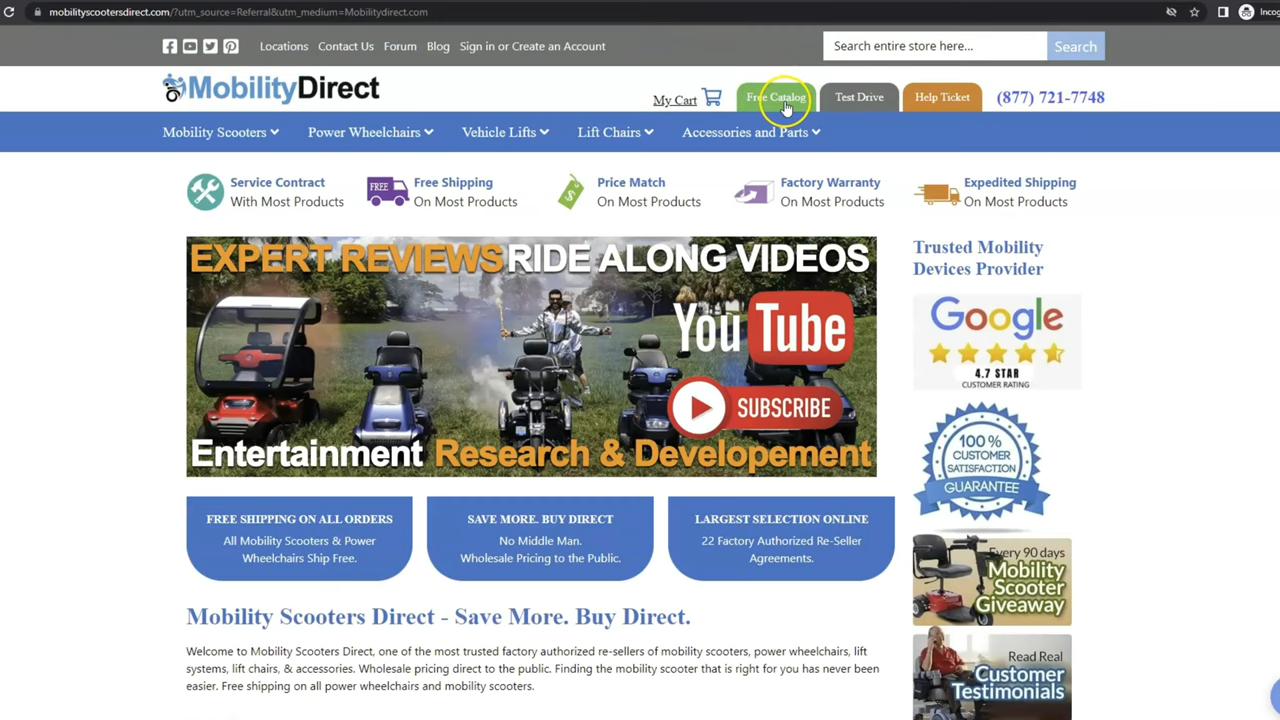 mobilityscootersdirect.com/?utm_source=Referral&utm_medium=Mobilitydirect.com
Incog
Locations Contact Us Forum Blog Sign in or Create an Account
Search entire store here... Search
MobilityDirect
My Cart Free Catalog Test Drive Help Ticket (877) 721-7748
Mobility Scooters Power Wheelchairs Vehicle Lifts Lift Chairs Accessories and Parts
Service Contract
With Most Products
FREE
Free Shipping
On Most Products
Price Match
On Most Products
Factory Warranty
On Most Products
Expedited Shipping
On Most Products
EXPERT REVIEWS RIDE ALONG VIDEOS
YouTube
SUBSCRIBE
Entertainment Research & Developement
Trusted Mobility
Devices Provider
Google
4.7 STAR
CUSTOMER RATING
100 %
CUSTOMER
SATISFACTION
GUARANTEE
Every 90 days
Mobility
Scooter
Giveaway
Read Real
Customer
Testimonials
FREE SHIPPING ON ALL ORDERS
All Mobility Scooters & Power
Wheelchairs Ship Free.
SAVE MORE. BUY DIRECT
No Middle Man.
Wholesale Pricing to the Public.
LARGEST SELECTION ONLINE
22 Factory Authorized Re-Seller
Agreements.
Mobility Scooters Direct - Save More. Buy Direct.
Welcome to Mobility Scooters Direct, one of the most trusted factory authorized re-sellers of mobility scooters, power wheelchairs, lift
systems, lift chairs, & accessories. Wholesale pricing direct to the public. Finding the mobility scooter that is right for you has never been
easier. Free shipping on all power wheelchairs and mobility scooters.